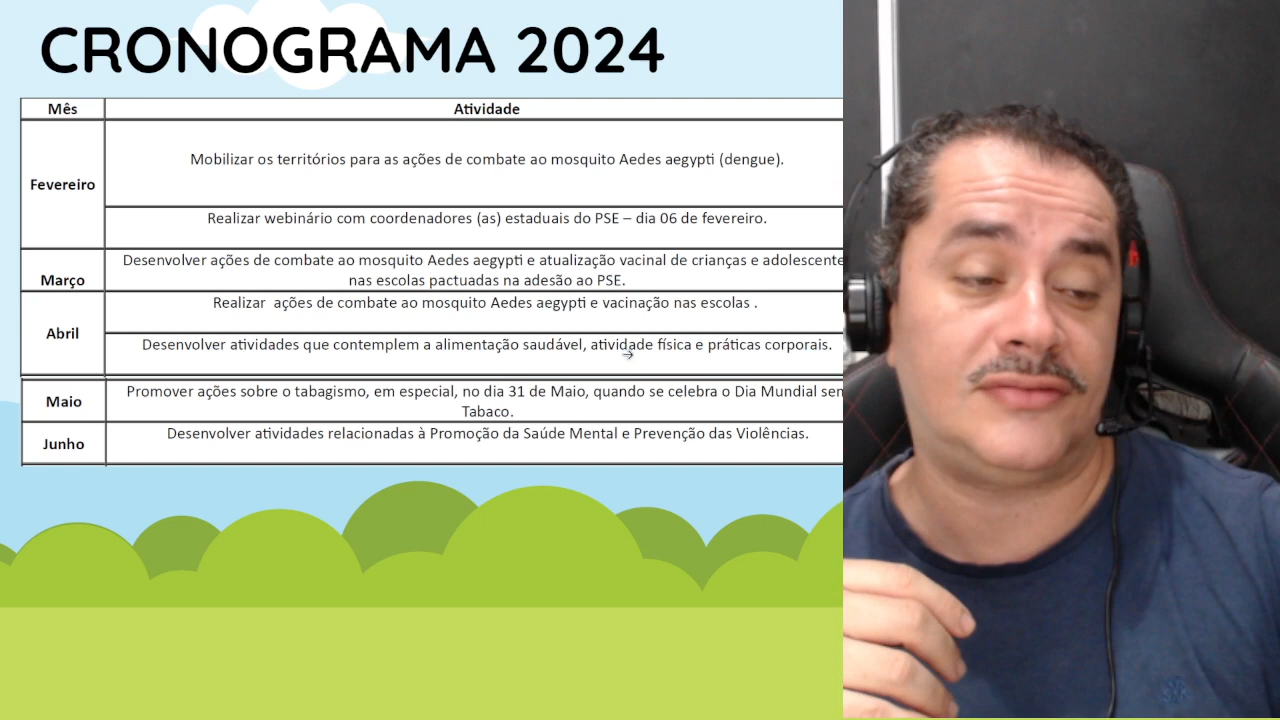 CRONOGRAMA 2024
Mês
Atividade
Fevereiro
Mobilizar os territórios para as ações de combate ao mosquito Aedes aegypti (dengue).
Realizar webinário com coordenadores (as) estaduais do PSE – dia 06 de fevereiro.
Março
Desenvolver ações de combate ao mosquito Aedes aegypti e atualização vacinal de crianças e adolescente
nas escolas pactuadas na adesão ao PSE.
Abril
Realizar ações de combate ao mosquito Aedes aegypti e vacinação nas escolas .
Desenvolver atividades que contemplem a alimentação saudável, atividade física e práticas corporais.
Maio
Promover ações sobre o tabagismo, em especial, no dia 31 de Maio, quando se celebra o Dia Mundial sem
Tabaco.
Junho
Desenvolver atividades relacionadas à Promoção da Saúde Mental e Prevenção das Violências.